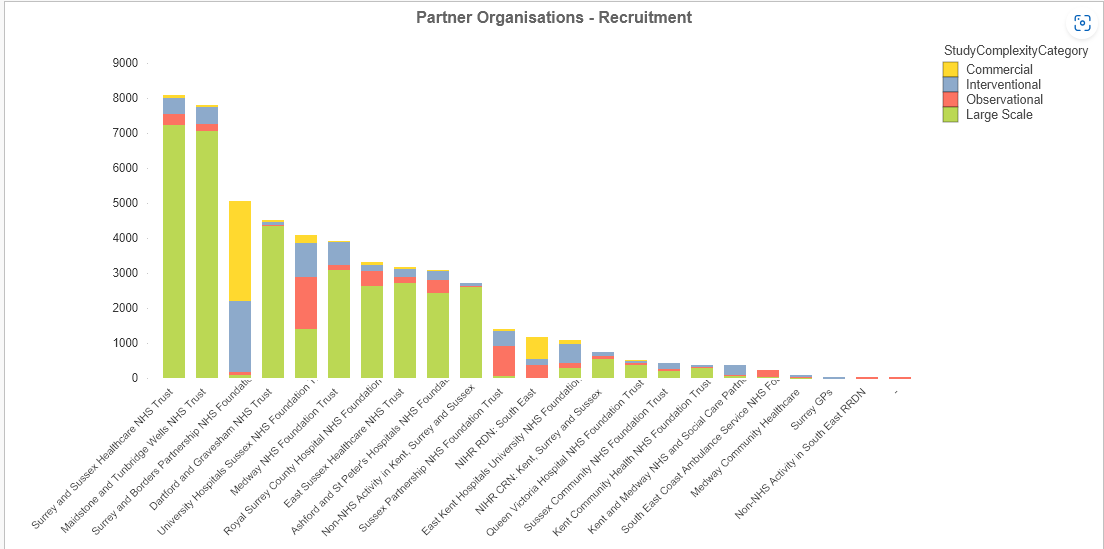 Partner Organisations - Recruitment
StudyComplexityCategory
Commercial
Interventional
Observational
Large Scale
9000
8000
7000
6000
5000
4000
3000
2000
1000
0
Surrey and Sussex Healthcare NHS Trust
Maidstone and Tunbridge Wells NHS Trust
Surrey and Borders Partnership NHS Foundatio
Dartford and Gravesham NHS Trust
University Hospitals Sussex NHS Foundation T
Medway NHS Foundation Trust
Royal Surrey County Hospital NHS Foundation
East Sussex Healthcare NHS Trust
Ashford and St Peter's Hospitals NHS Foundat
Non-NHS Activity in Kent, Surrey and Sussex
Sussex Partnership NHS Foundation Trust
NIHR RDN: South East
East Kent Hospitals University NHS Foundation
NIHR CRN: Kent, Surrey and Sussex
Queen Victoria Hospital NHS Foundation Trust
Sussex Community NHS Foundation Trust
Kent Community Health NHS Foundation Trust
Kent and Medway NHS and Social Care Partne
South East Coast Ambulance Service NHS Fou
Medway Community Healthcare
Surrey GPs
Non-NHS Activity in South East RRDN
-